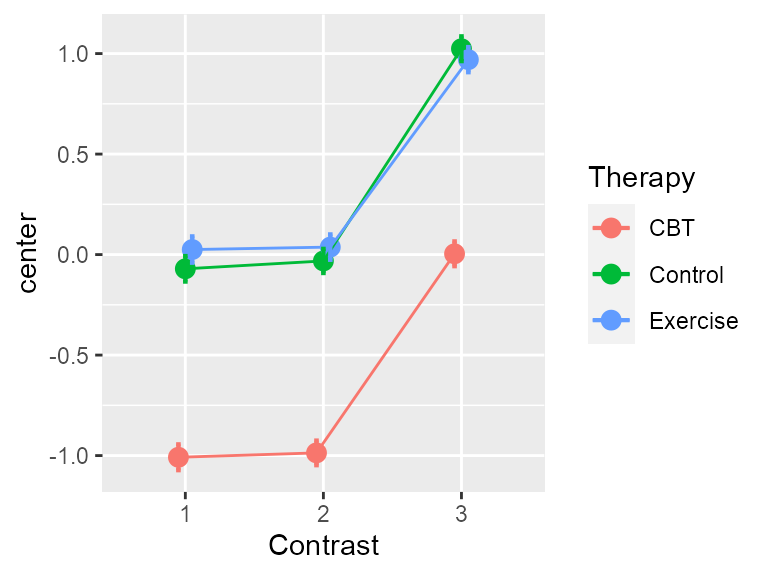 1.0
0.5
0.0
-0.5
-1.0
center
1
2
3
Contrast
Therapy
CBT
Control
Exercise